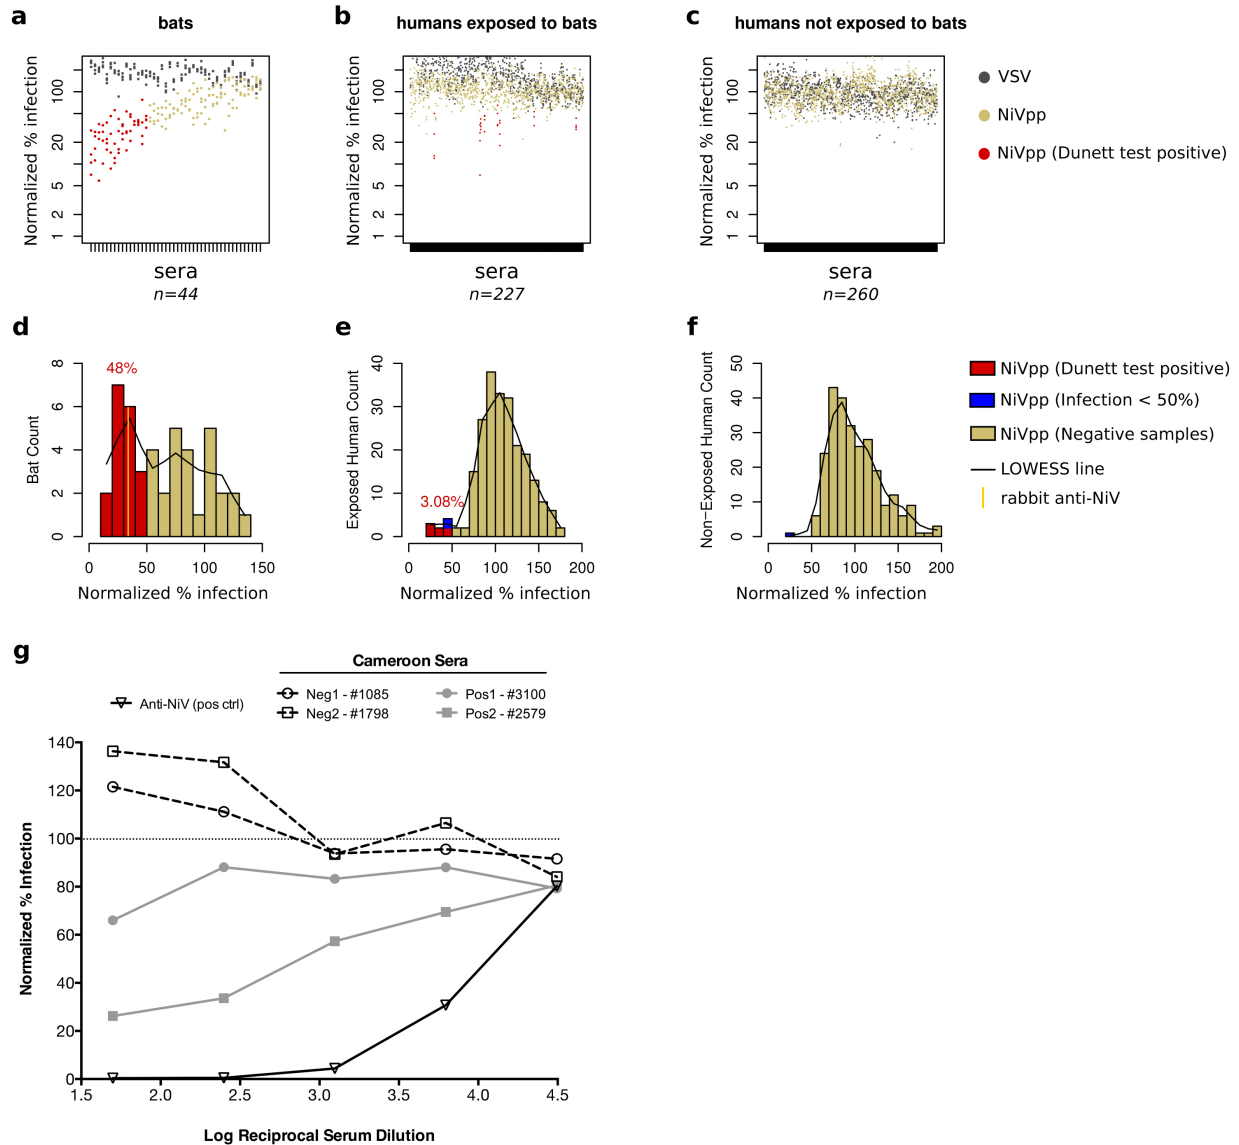 a bats
b humans exposed to bats
c humans not exposed to bats
Normalized % infection
100
20
5
2
1
sera
n=44
Normalized % infection
100
20
5
2
1
sera
n=227
Normalized % infection
100
20
5
2
1
sera
n=260
VSV
NiVpp
NiVpp (Dunett test positive)
d
Bat Count
8
6
4
2
0
48%
0 50 100 150
Normalized % infection
e
Exposed Human Count
40
30
20
10
0
3.08%
0 50 100 150 200
Normalized % infection
f
Non−Exposed Human Count
50
40
30
20
10
0
0 50 100 150 200
Normalized % infection
NiVpp (Dunett test positive)
NiVpp (Infection < 50%)
NiVpp (Negative samples)
LOWESS line
rabbit anti-NiV
g
Cameroon Sera
Anti-NiV (pos ctrl)
Neg1 - #1085 Pos1 - #3100
Neg2 - #1798 Pos2 - #2579
Normalized % Infection
140
120
100
80
60
40
20
0
1.5 2.0 2.5 3.0 3.5 4.0 4.5
Log Reciprocal Serum Dilution